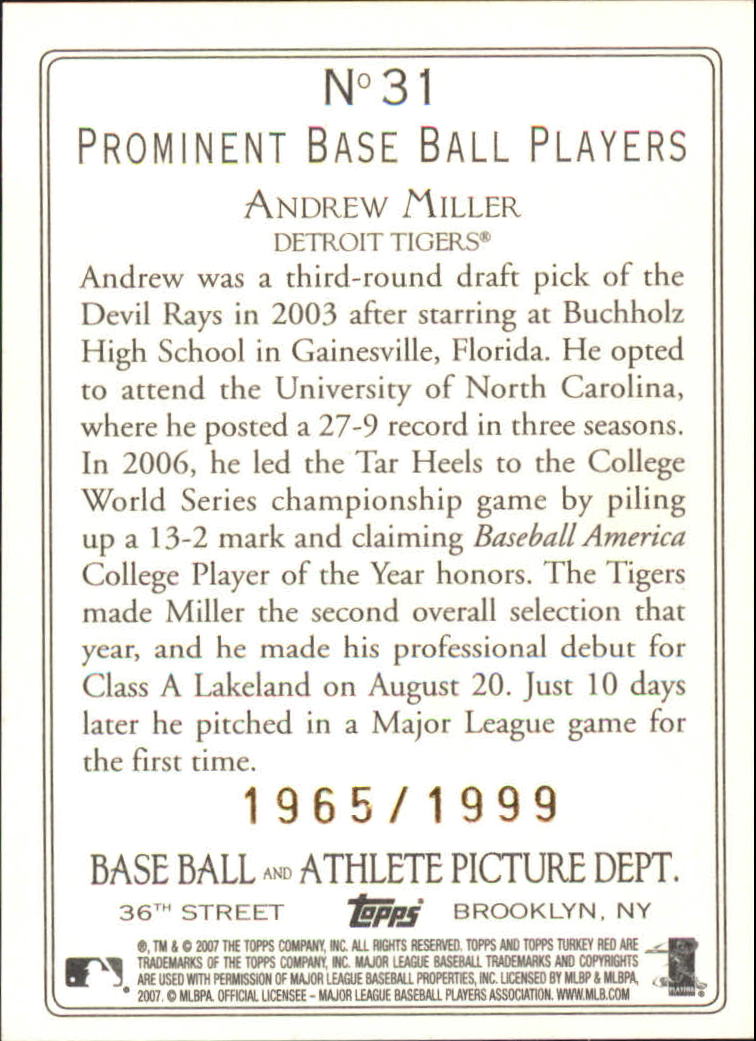 Nº 31
PROMINENT BASE BALL PLAYERS
ANDREW MILLER
DETROIT TIGERS®
Andrew was a third-round draft pick of the
Devil Rays in 2003 after starring at Buchholz
High School in Gainesville, Florida. He opted
to attend the University of North Carolina,
where he posted a 27-9 record in three seasons.
In 2006, he led the Tar Heels to the College
World Series championship game by piling
up a 13-2 mark and claiming Baseball America
College Player of the Year honors. The Tigers
made Miller the second overall selection that
year, and he made his professional debut for
Class A Lakeland on August 20. Just 10 days
later he pitched in a Major League game for
the first time.
1965/1999
BASE BALL AND ATHLETE PICTURE DEPT.
36TH STREET Topps BROOKLYN, NY
®, TM & © 2007 THE TOPPS COMPANY, INC. ALL RIGHTS RESERVED. TOPPS AND TOPPS TURKEY RED ARE
TRADEMARKS OF THE TOPPS COMPANY, INC. MAJOR LEAGUE BASEBALL TRADEMARKS AND COPYRIGHTS
ARE USED WITH PERMISSION OF MAJOR LEAGUE BASEBALL PROPERTIES, INC. LICENSED BY MLBP & MLBPA,
2007. © MLBPA. OFFICIAL LICENSEE – MAJOR LEAGUE BASEBALL PLAYERS ASSOCIATION. WWW.MLB.COM